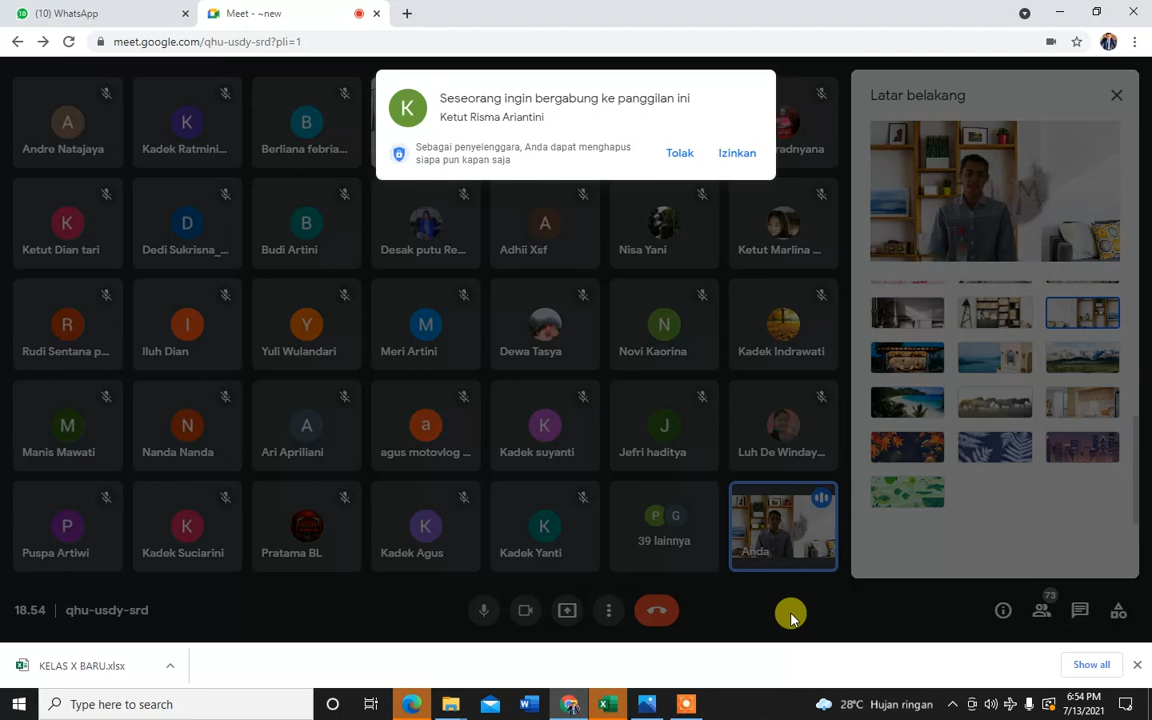 (10) WhatsApp
Meet - ~new
meet.google.com/qhu-usdy-srd?pli=1
Seseorang ingin bergabung ke panggilan ini
K
Ketut Risma Ariantini
Sebagai penyelenggara, Anda dapat menghapus
siapa pun kapan saja
Tolak
Izinkan
Latar belakang
A
Andre Natajaya
K
Kadek Ratmini...
B
Berliana febria...
K
Ketut Dian tari
D
Dedi Sukrisna_...
B
Budi Artini
Desak putu Re...
A
Adhii Xsf
Nisa Yani
Ketut Marlina ...
R
Rudi Sentana p...
I
Iluh Dian
Y
Yuli Wulandari
M
Meri Artini
Dewa Tasya
N
Novi Kaorina
Kadek Indrawati
M
Manis Mawati
N
Nanda Nanda
A
Ari Apriliani
a
agus motovlog ...
K
Kadek suyanti
J
Jefri haditya
Luh De Winday...
P
Puspa Artiwi
K
Kadek Suciarini
Pratama BL
K
Kadek Agus
K
Kadek Yanti
P G
39 lainnya
Anda
18.54 | qhu-usdy-srd
73
KELAS X BARU.xlsx
Show all
Type here to search
28°C Hujan ringan
6:54 PM
7/13/2021